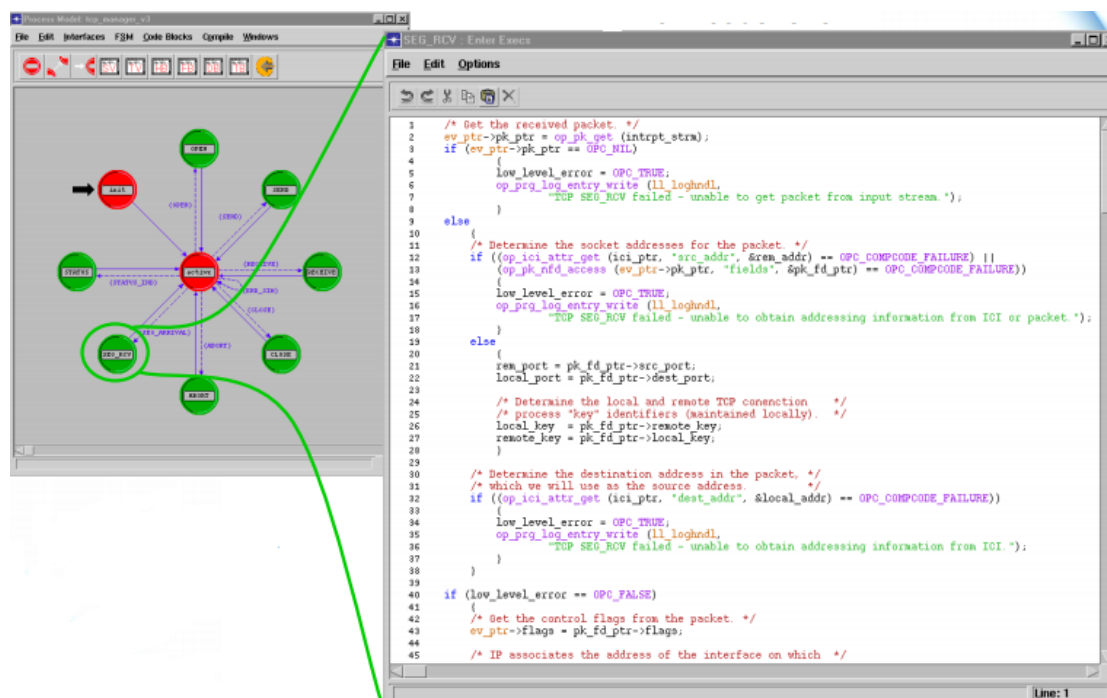 Process Model: tcp_manager_v3
File Edit Interfaces FSM Code Blocks Compile Windows
OPEN
init
SEND
(OPEN)
(SEND)
STATUS
active
(RECEIVE)
RECEIVE
(STATUS_IND)
(CLOSE)
(SEG_ARRIVAL)
SEG_RCV
(ABORT)
CLOSE
ABORT
SEG_RCV : Enter Execs
File Edit Options
1 /* Get the received packet. */
2 ev_ptr->pk_ptr = op_pk_get (intrpt_strm);
3 if (ev_ptr->pk_ptr == OPC_NIL)
4 {
5 low_level_error = OPC_TRUE;
6 op_prg_log_entry_write (ll_loghndl,
7 "TCP SEG_RCV failed - unable to get packet from input stream.");
8 }
9 else
10 {
11 /* Determine the socket addresses for the packet. */
12 if ((op_ici_attr_get (ici_ptr, "src_addr", &rem_addr) == OPC_COMPCODE_FAILURE) ||
13 (op_pk_nfd_access (ev_ptr->pk_ptr, "fields", &pk_fd_ptr) == OPC_COMPCODE_FAILURE))
14 {
15 low_level_error = OPC_TRUE;
16 op_prg_log_entry_write (ll_loghndl,
17 "TCP SEG_RCV failed - unable to obtain addressing information from ICI or packet.");
18 }
19 else
20 {
21 rem_port = pk_fd_ptr->src_port;
22 local_port = pk_fd_ptr->dest_port;
23
24 /* Determine the local and remote TCP conenction */
25 /* process "key" identifiers (maintained locally). */
26 local_key = pk_fd_ptr->remote_key;
27 remote_key = pk_fd_ptr->local_key;
28 }
29
30 /* Determine the destination address in the packet, */
31 /* which we will use as the source address. */
32 if ((op_ici_attr_get (ici_ptr, "dest_addr", &local_addr) == OPC_COMPCODE_FAILURE))
33 {
34 low_level_error = OPC_TRUE;
35 op_prg_log_entry_write (ll_loghndl,
36 "TCP SEG_RCV failed - unable to obtain addressing information from ICI.");
37 }
38 }
39
40 if (low_level_error == OPC_FALSE)
41 {
42 /* Get the control flags from the packet. */
43 ev_ptr->flags = pk_fd_ptr->flags;
44
45 /* IP associates the address of the interface on which */
Line: 1